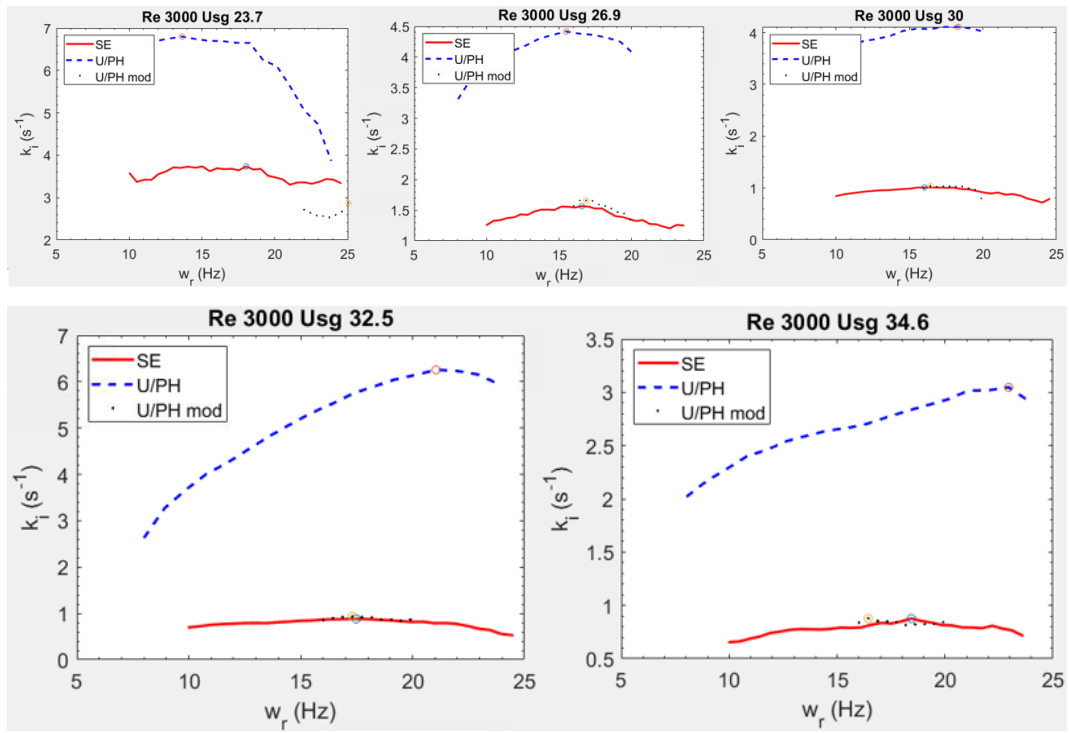 Re 3000 Usg 23.7
7
6
5
4
3
2
5
10
15
20
25
k_i (s^-1)
w_r (Hz)
SE
U/PH
U/PH mod
Re 3000 Usg 26.9
4.5
4
3.5
3
2.5
2
1.5
1
5
10
15
20
25
k_i (s^-1)
w_r (Hz)
SE
U/PH
U/PH mod
Re 3000 Usg 30
4
3
2
1
0
5
10
15
20
25
k_i (s^-1)
w_r (Hz)
SE
U/PH
U/PH mod
Re 3000 Usg 32.5
7
6
5
4
3
2
1
0
5
10
15
20
25
k_i (s^-1)
w_r (Hz)
SE
U/PH
U/PH mod
Re 3000 Usg 34.6
3.5
3
2.5
2
1.5
1
0.5
5
10
15
20
25
k_i (s^-1)
w_r (Hz)
SE
U/PH
U/PH mod